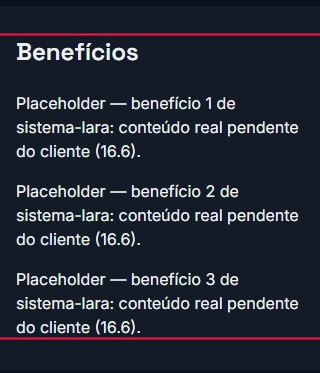 Benefícios
Placeholder — benefício 1 de
sistema-lara: conteúdo real pendente
do cliente (16.6).
Placeholder — benefício 2 de
sistema-lara: conteúdo real pendente
do cliente (16.6).
Placeholder — benefício 3 de
sistema-lara: conteúdo real pendente
do cliente (16.6).